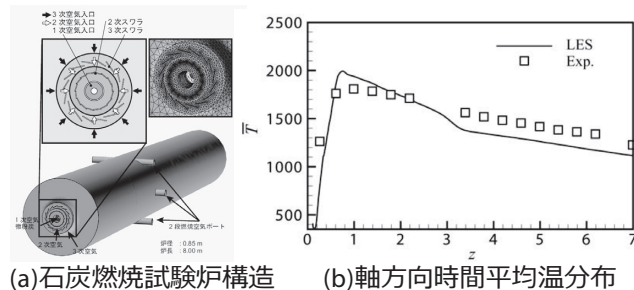 3次空気入口
2次空気入口
1次空気入口
2次スワラ
3次スワラ
1次空気
微粉炭
2次空気
3次空気
2段燃焼空気ポート
炉径 : 0.65 m
炉長 : 8.00 m
(a)石炭燃焼試験炉構造
2500
2000
1500
1000
500
T
0
1
2
3
4
5
6
7
z
LES
Exp.
(b)軸方向時間平均温分布